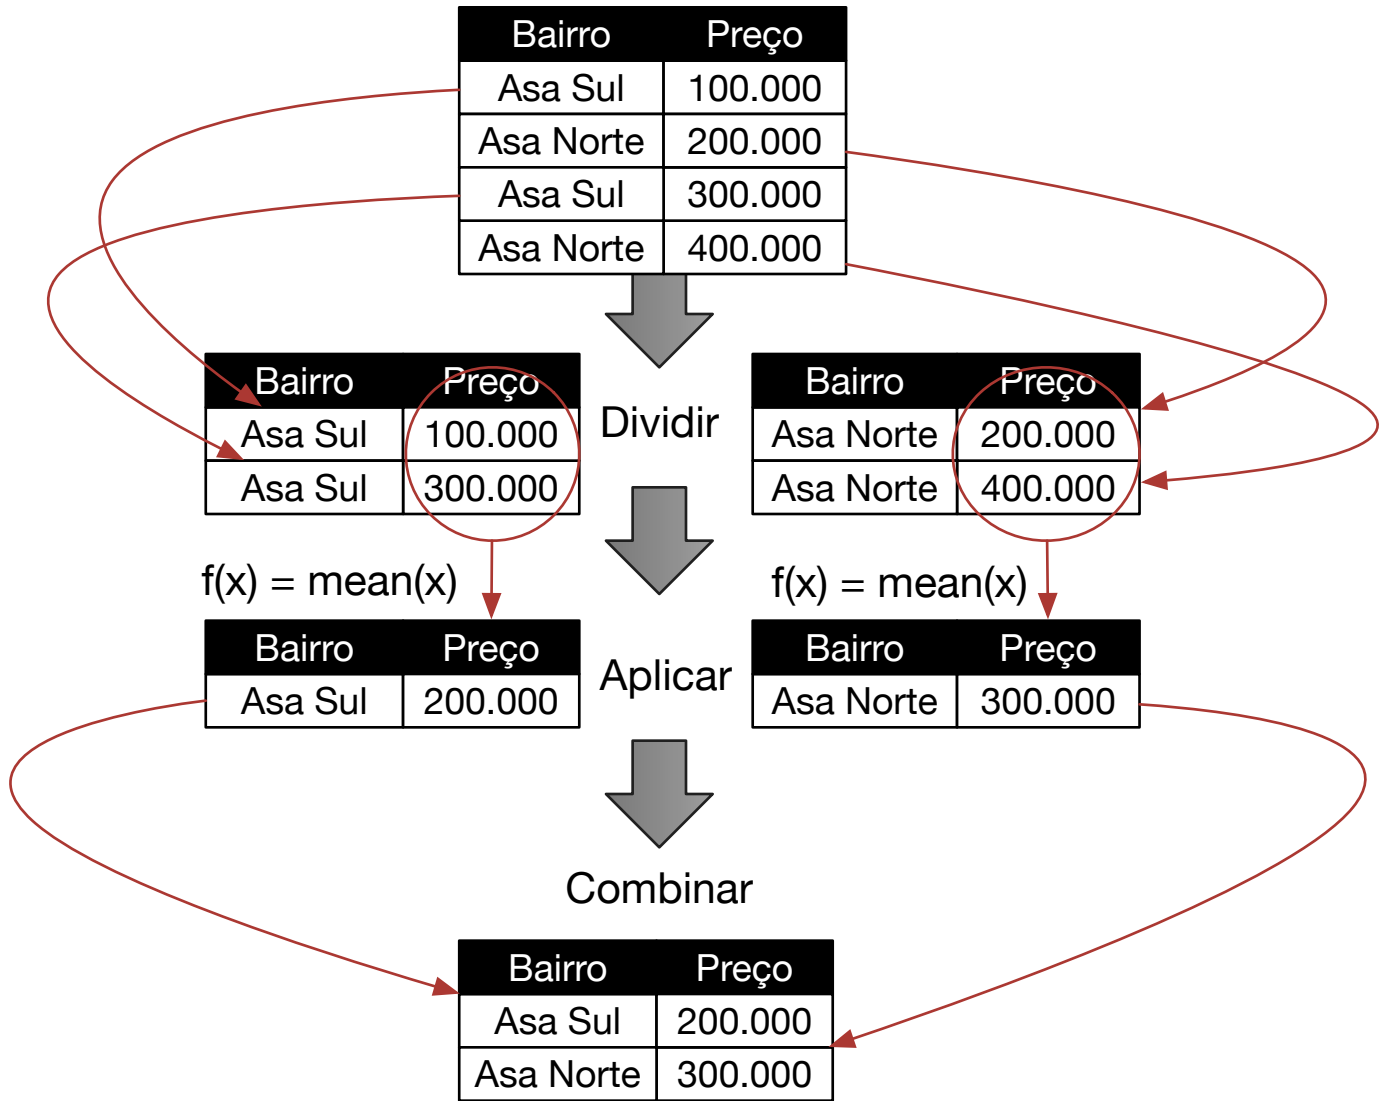 Bairro Preço
Asa Sul 100.000
Asa Norte 200.000
Asa Sul 300.000
Asa Norte 400.000
Bairro Preço
Asa Sul 100.000
Asa Sul 300.000
Dividir
Bairro Preço
Asa Norte 200.000
Asa Norte 400.000
f(x) = mean(x)
f(x) = mean(x)
Bairro Preço
Asa Sul 200.000
Aplicar
Bairro Preço
Asa Norte 300.000
Combinar
Bairro Preço
Asa Sul 200.000
Asa Norte 300.000